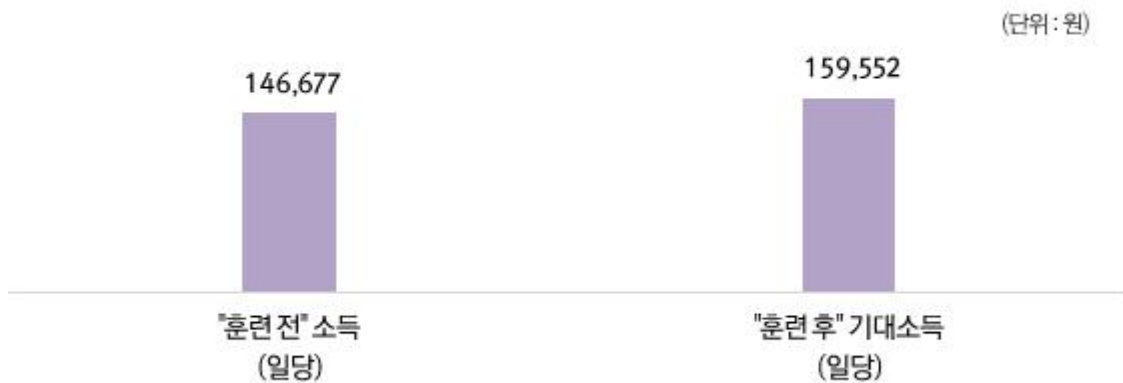 (단위 : 원)
146,677
159,552
"훈련 전" 소득
(일당)
"훈련 후" 기대소득
(일당)